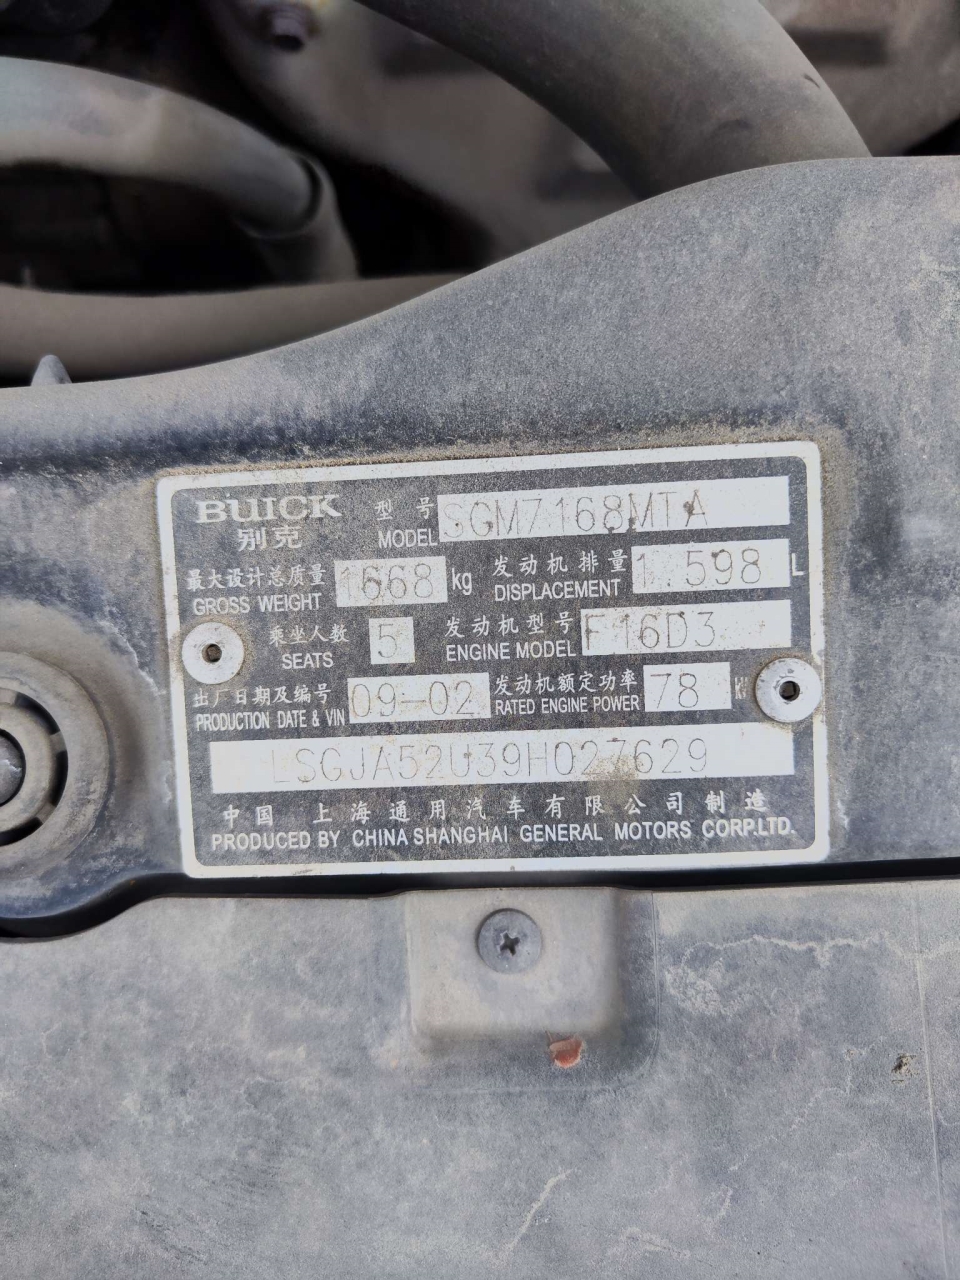 BUICK 型号 SGM7168MTA
别克 MODEL
最大设计总质量 1668 kg 发动机排量 1.598 L
GROSS WEIGHT DISPLACEMENT
乘坐人数 5 发动机型号 F16D3
SEATS ENGINE MODEL
出厂日期及编号 09-02 发动机额定功率 78
PRODUCTION DATE & VIN RATED ENGINE POWER
LSGJA52U39H027629
中国 上海通用汽车有限公司制造
PRODUCED BY CHINA SHANGHAI GENERAL MOTORS CORP.LTD.